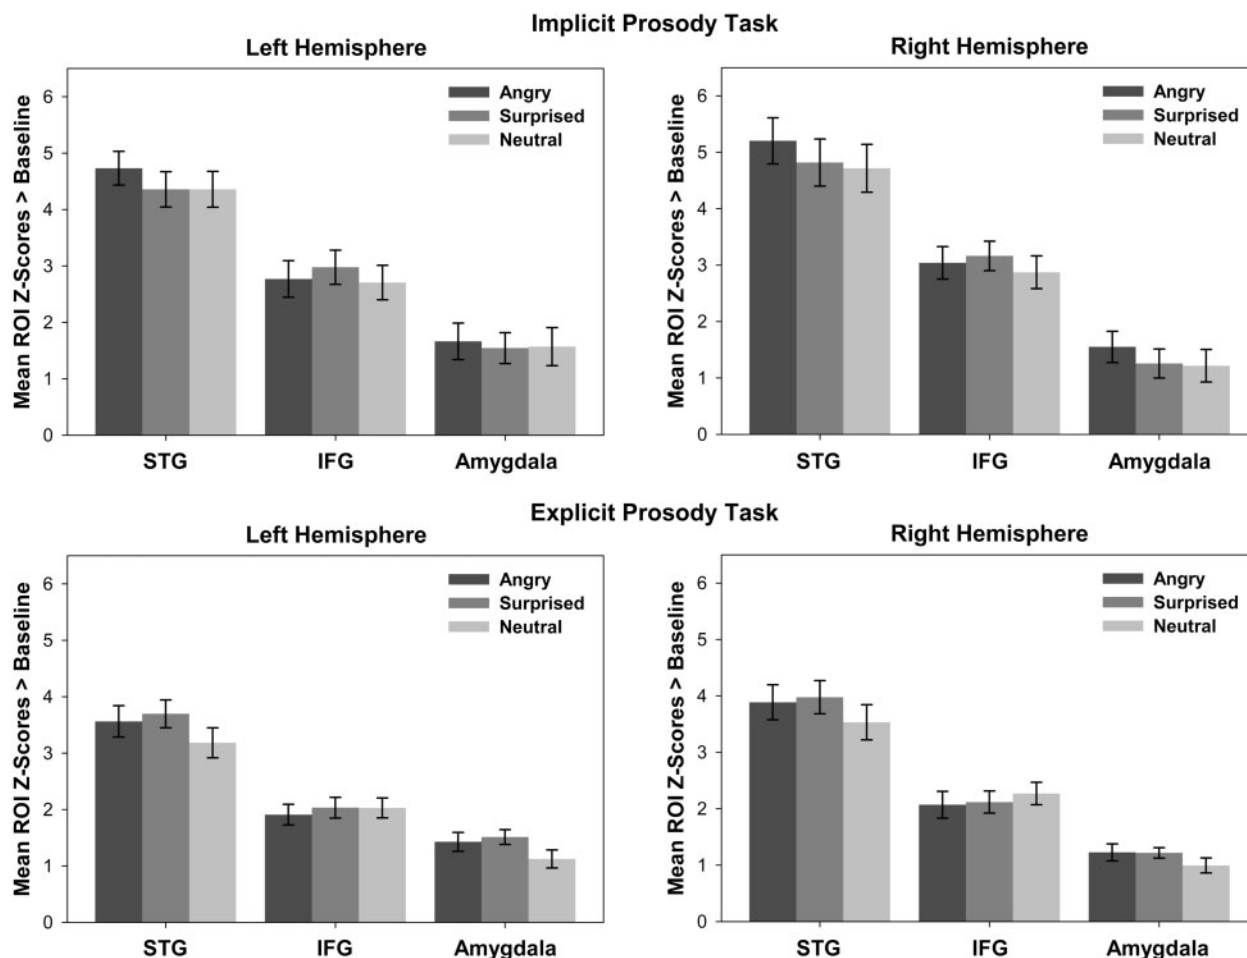 Implicit Prosody Task
Left Hemisphere
Right Hemisphere
Mean ROI Z-Scores > Baseline
6
5
4
3
2
1
0
Angry
Surprised
Neutral
STG IFG Amygdala
Mean ROI Z-Scores > Baseline
6
5
4
3
2
1
0
Angry
Surprised
Neutral
STG IFG Amygdala
Explicit Prosody Task
Left Hemisphere
Right Hemisphere
Mean ROI Z-Scores > Baseline
6
5
4
3
2
1
0
Angry
Surprised
Neutral
STG IFG Amygdala
Mean ROI Z-Scores > Baseline
6
5
4
3
2
1
0
Angry
Surprised
Neutral
STG IFG Amygdala